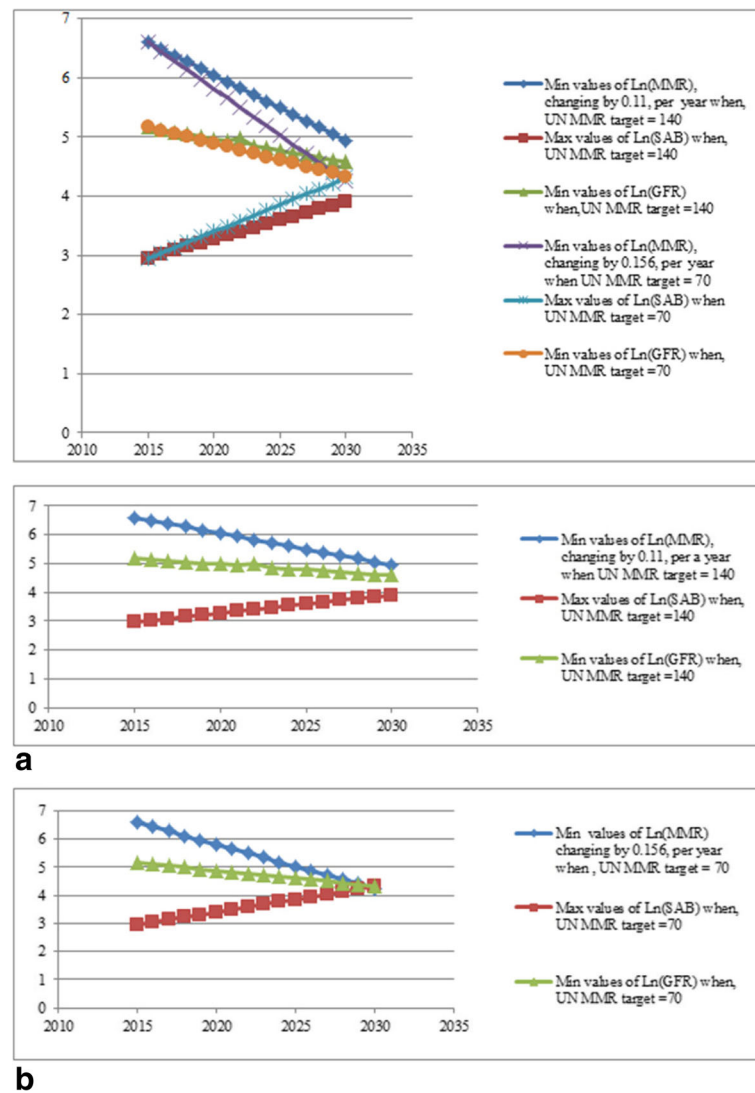 7
6
5
4
3
2
1
0
2010 2015 2020 2025 2030 2035
Min values of Ln(MMR),
changing by 0.11, per year when,
UN MMR target = 140
Max values of Ln(SAB) when,
UN MMR target =140
Min values of Ln(GFR)
when,UN MMR target =140
Min values of Ln(MMR),
changing by 0.156, per year
when UN MMR target = 70
Max values of Ln(SAB) when
UN MMR target =70
Min values of Ln(GFR) when,
UN MMR target =70
7
6
5
4
3
2
1
0
2010 2015 2020 2025 2030 2035
Min values of Ln(MMR),
changing by 0.11, per a year
when UN MMR target = 140
Max values of Ln(SAB) when,
UN MMR target =140
Min values of Ln(GFR) when,
UN MMR target =140
a
7
6
5
4
3
2
1
0
2010 2015 2020 2025 2030 2035
Min values of Ln(MMR)
changing by 0.156, per year
when , UN MMR target = 70
Max values of Ln(SAB) when,
UN MMR target =70
Min values of Ln(GFR) when,
UN MMR target =70
b